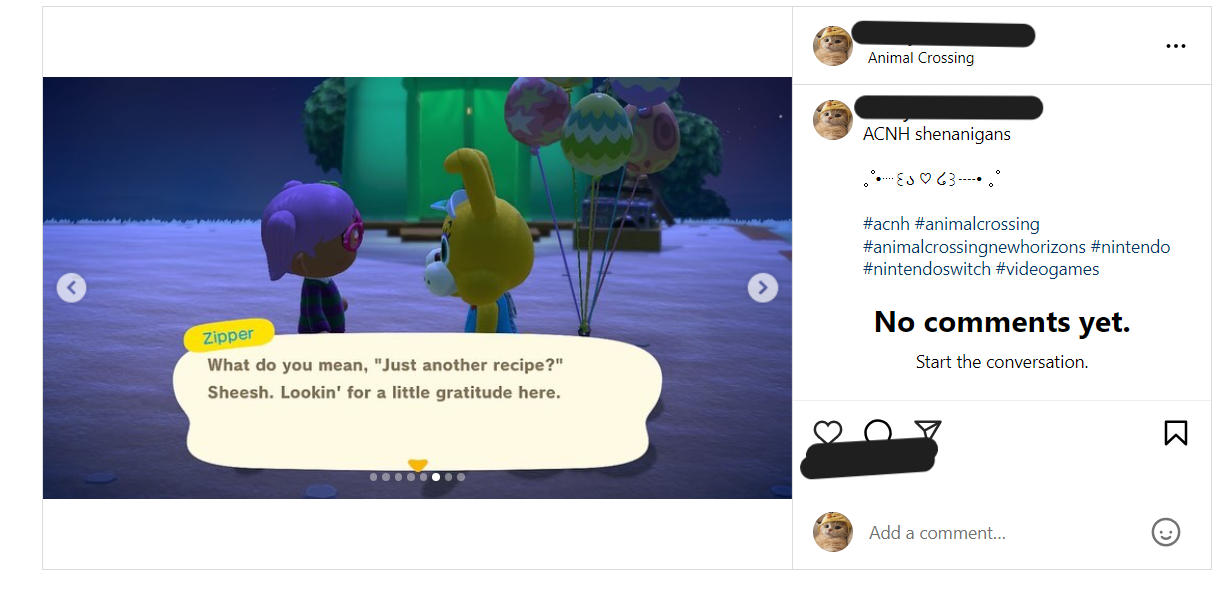 Animal Crossing
ACNH shenanigans
｡˚•┈꒰ა ♡ ໒꒱┈• ｡˚
#acnh #animalcrossing
#animalcrossingnewhorizons #nintendo
#nintendoswitch #videogames
No comments yet.
Start the conversation.
Add a comment...
Zipper
What do you mean, "Just another recipe?"
Sheesh. Lookin' for a little gratitude here.